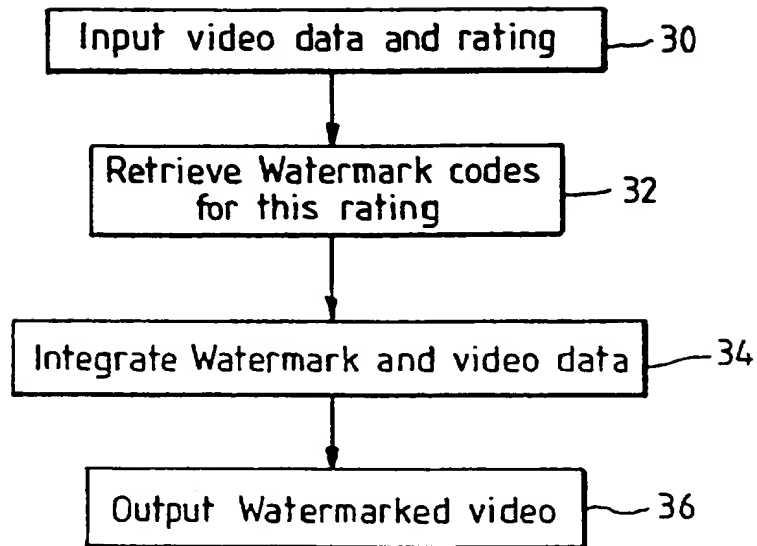 Input video data and rating 30
Retrieve Watermark codes
for this rating 32
Integrate Watermark and video data 34
Output Watermarked video 36